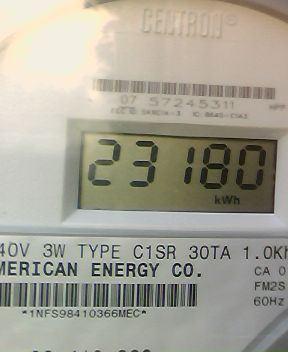 CENTRON®
07 57245311
23180
kWh
40V 3W TYPE C1SR 30TA 1.0Kh
MERICAN ENERGY CO.
CA 0
FM2S
60Hz
*1NFS98410366MEC*